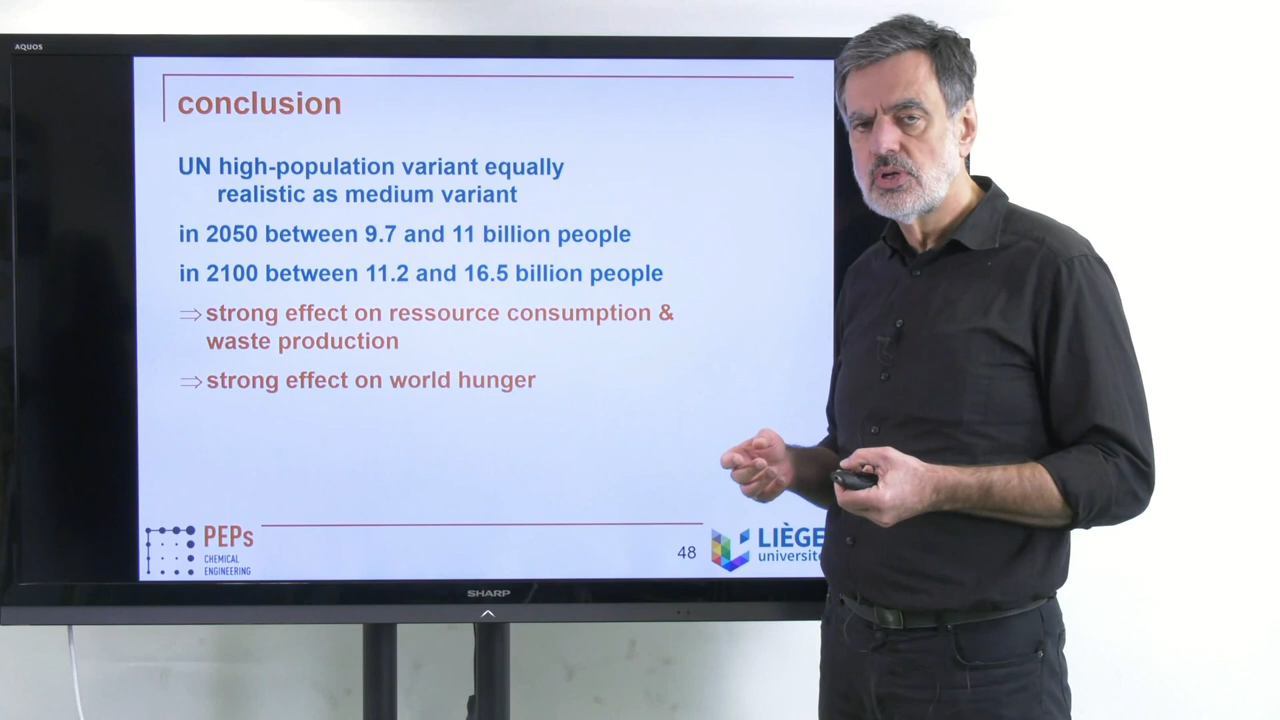 AQUOS
conclusion
UN high-population variant equally
realistic as medium variant
in 2050 between 9.7 and 11 billion people
in 2100 between 11.2 and 16.5 billion people
⇒ strong effect on ressource consumption &
waste production
⇒ strong effect on world hunger
PEPs
CHEMICAL
ENGINEERING
48
LIÈGE
université
SHARP